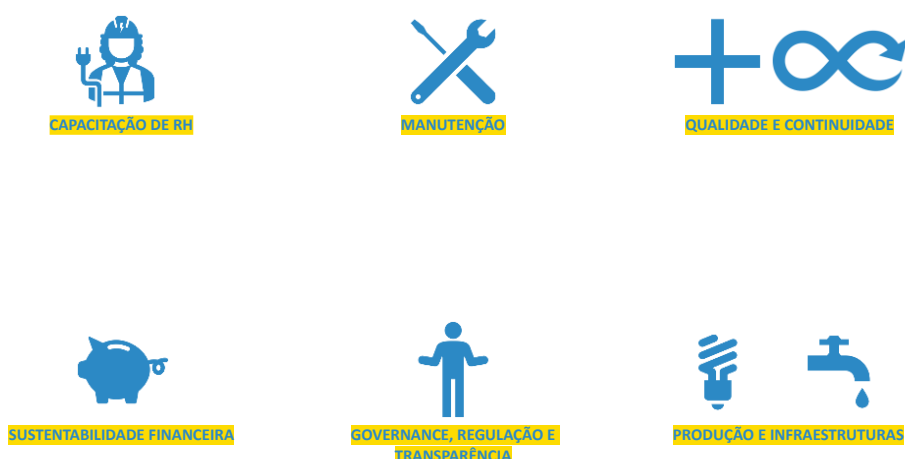 CAPACITAÇÃO DE RH
MANUTENÇÃO
QUALIDADE E CONTINUIDADE
SUSTENTABILIDADE FINANCEIRA
GOVERNANCE, REGULAÇÃO E
TRANSPARÊNCIA
PRODUÇÃO E INFRAESTRUTURAS